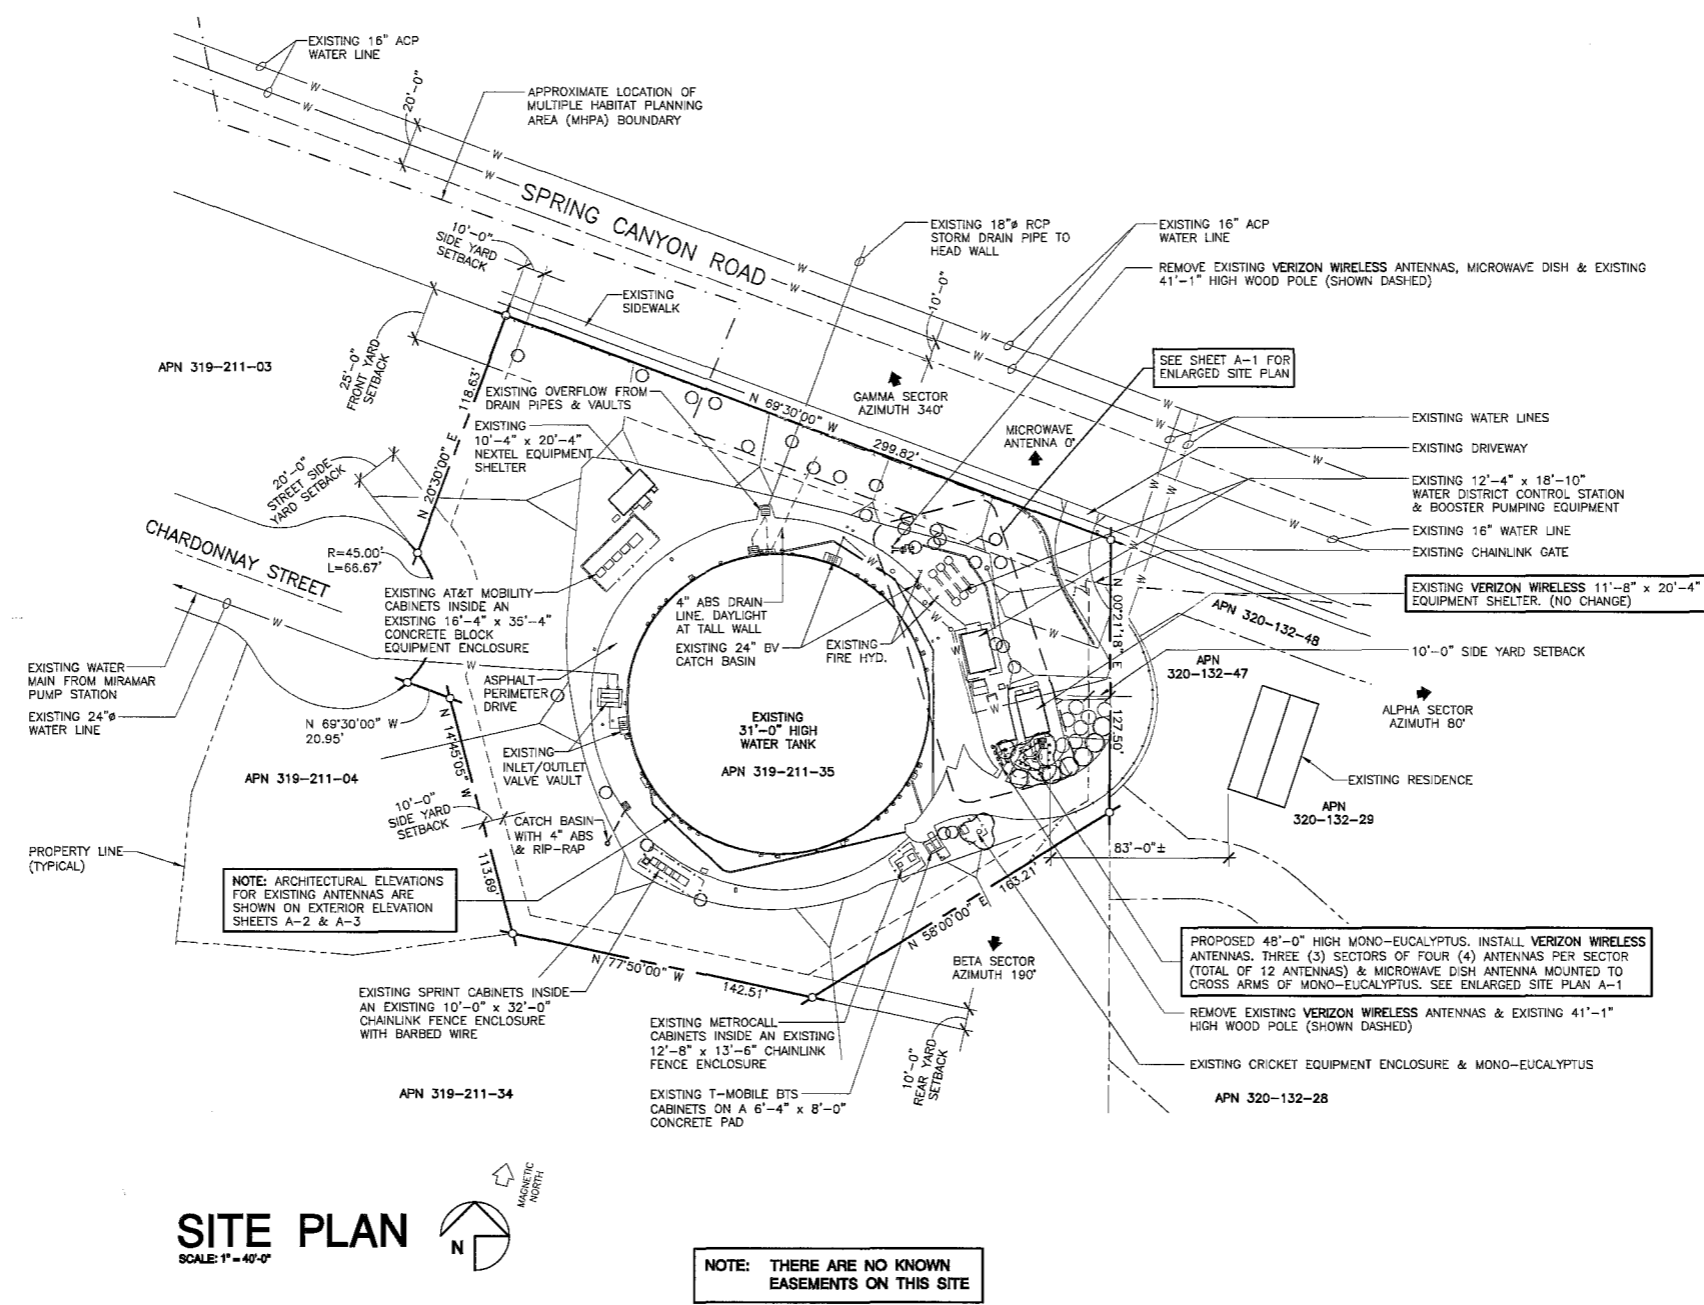 EXISTING 16" ACP
WATER LINE
20'-0"
APPROXIMATE LOCATION OF
MULTIPLE HABITAT PLANNING
AREA (MHPA) BOUNDARY
SPRING CANYON ROAD
10'-0"
SIDE YARD
SETBACK
EXISTING
SIDEWALK
EXISTING 18"ø RCP
STORM DRAIN PIPE TO
HEAD WALL
10'-0"
EXISTING 16" ACP
WATER LINE
REMOVE EXISTING VERIZON WIRELESS ANTENNAS, MICROWAVE DISH & EXISTING
41'-1" HIGH WOOD POLE (SHOWN DASHED)
SEE SHEET A-1 FOR
ENLARGED SITE PLAN
APN 319-211-03
25'-0"
FRONT YARD
SETBACK
118.63'
N 20°30'00" E
EXISTING OVERFLOW FROM
DRAIN PIPES & VAULTS
EXISTING
10'-4" x 20'-4"
NEXTEL EQUIPMENT
SHELTER
N 69°30'00" W
299.82'
GAMMA SECTOR
AZIMUTH 340°
MICROWAVE
ANTENNA 0°
EXISTING WATER LINES
EXISTING DRIVEWAY
EXISTING 12'-4" x 18'-10"
WATER DISTRICT CONTROL STATION
& BOOSTER PUMPING EQUIPMENT
EXISTING 16" WATER LINE
EXISTING CHAINLINK GATE
EXISTING VERIZON WIRELESS 11'-8" x 20'-4"
EQUIPMENT SHELTER. (NO CHANGE)
20'-0"
STREET SIDE
YARD SETBACK
CHARDONNAY STREET
R=45.00'
L=66.67'
EXISTING AT&T MOBILITY
CABINETS INSIDE AN
EXISTING 16'-4" x 35'-4"
CONCRETE BLOCK
EQUIPMENT ENCLOSURE
4" ABS DRAIN
LINE. DAYLIGHT
AT TALL WALL
EXISTING 24" BV
CATCH BASIN
EXISTING
FIRE HYD.
N 00°21'18" E
127.50'
APN 320-132-48
APN
320-132-47
10'-0" SIDE YARD SETBACK
ALPHA SECTOR
AZIMUTH 80°
EXISTING WATER
MAIN FROM MIRAMAR
PUMP STATION
EXISTING 24"ø
WATER LINE
ASPHALT
PERIMETER
DRIVE
EXISTING
31'-0" HIGH
WATER TANK
APN 319-211-35
N 69°30'00" W
20.95'
N 14°45'05" W
113.69'
APN 319-211-04
EXISTING
INLET/OUTLET
VALVE VAULT
EXISTING RESIDENCE
APN
320-132-29
10'-0"
SIDE YARD
SETBACK
CATCH BASIN
WITH 4" ABS
& RIP-RAP
PROPERTY LINE
(TYPICAL)
83'-0"±
NOTE: ARCHITECTURAL ELEVATIONS
FOR EXISTING ANTENNAS ARE
SHOWN ON EXTERIOR ELEVATION
SHEETS A-2 & A-3
N 58°00'00" E
163.21'
N 77°50'00" W
142.51'
BETA SECTOR
AZIMUTH 190°
PROPOSED 48'-0" HIGH MONO-EUCALYPTUS. INSTALL VERIZON WIRELESS
ANTENNAS. THREE (3) SECTORS OF FOUR (4) ANTENNAS PER SECTOR
(TOTAL OF 12 ANTENNAS) & MICROWAVE DISH ANTENNA MOUNTED TO
CROSS ARMS OF MONO-EUCALYPTUS. SEE ENLARGED SITE PLAN A-1
REMOVE EXISTING VERIZON WIRELESS ANTENNAS & EXISTING 41'-1"
HIGH WOOD POLE (SHOWN DASHED)
EXISTING CRICKET EQUIPMENT ENCLOSURE & MONO-EUCALYPTUS
EXISTING SPRINT CABINETS INSIDE
AN EXISTING 10'-0" x 32'-0"
CHAINLINK FENCE ENCLOSURE
WITH BARBED WIRE
EXISTING METROCALL
CABINETS INSIDE AN EXISTING
12'-8" x 13'-6" CHAINLINK
FENCE ENCLOSURE
10'-0"
REAR YARD
SETBACK
EXISTING T-MOBILE BTS
CABINETS ON A 6'-4" x 8'-0"
CONCRETE PAD
APN 319-211-34
APN 320-132-28
MAGNETIC
NORTH
N
SITE PLAN
SCALE: 1" = 40'-0"
NOTE: THERE ARE NO KNOWN
EASEMENTS ON THIS SITE